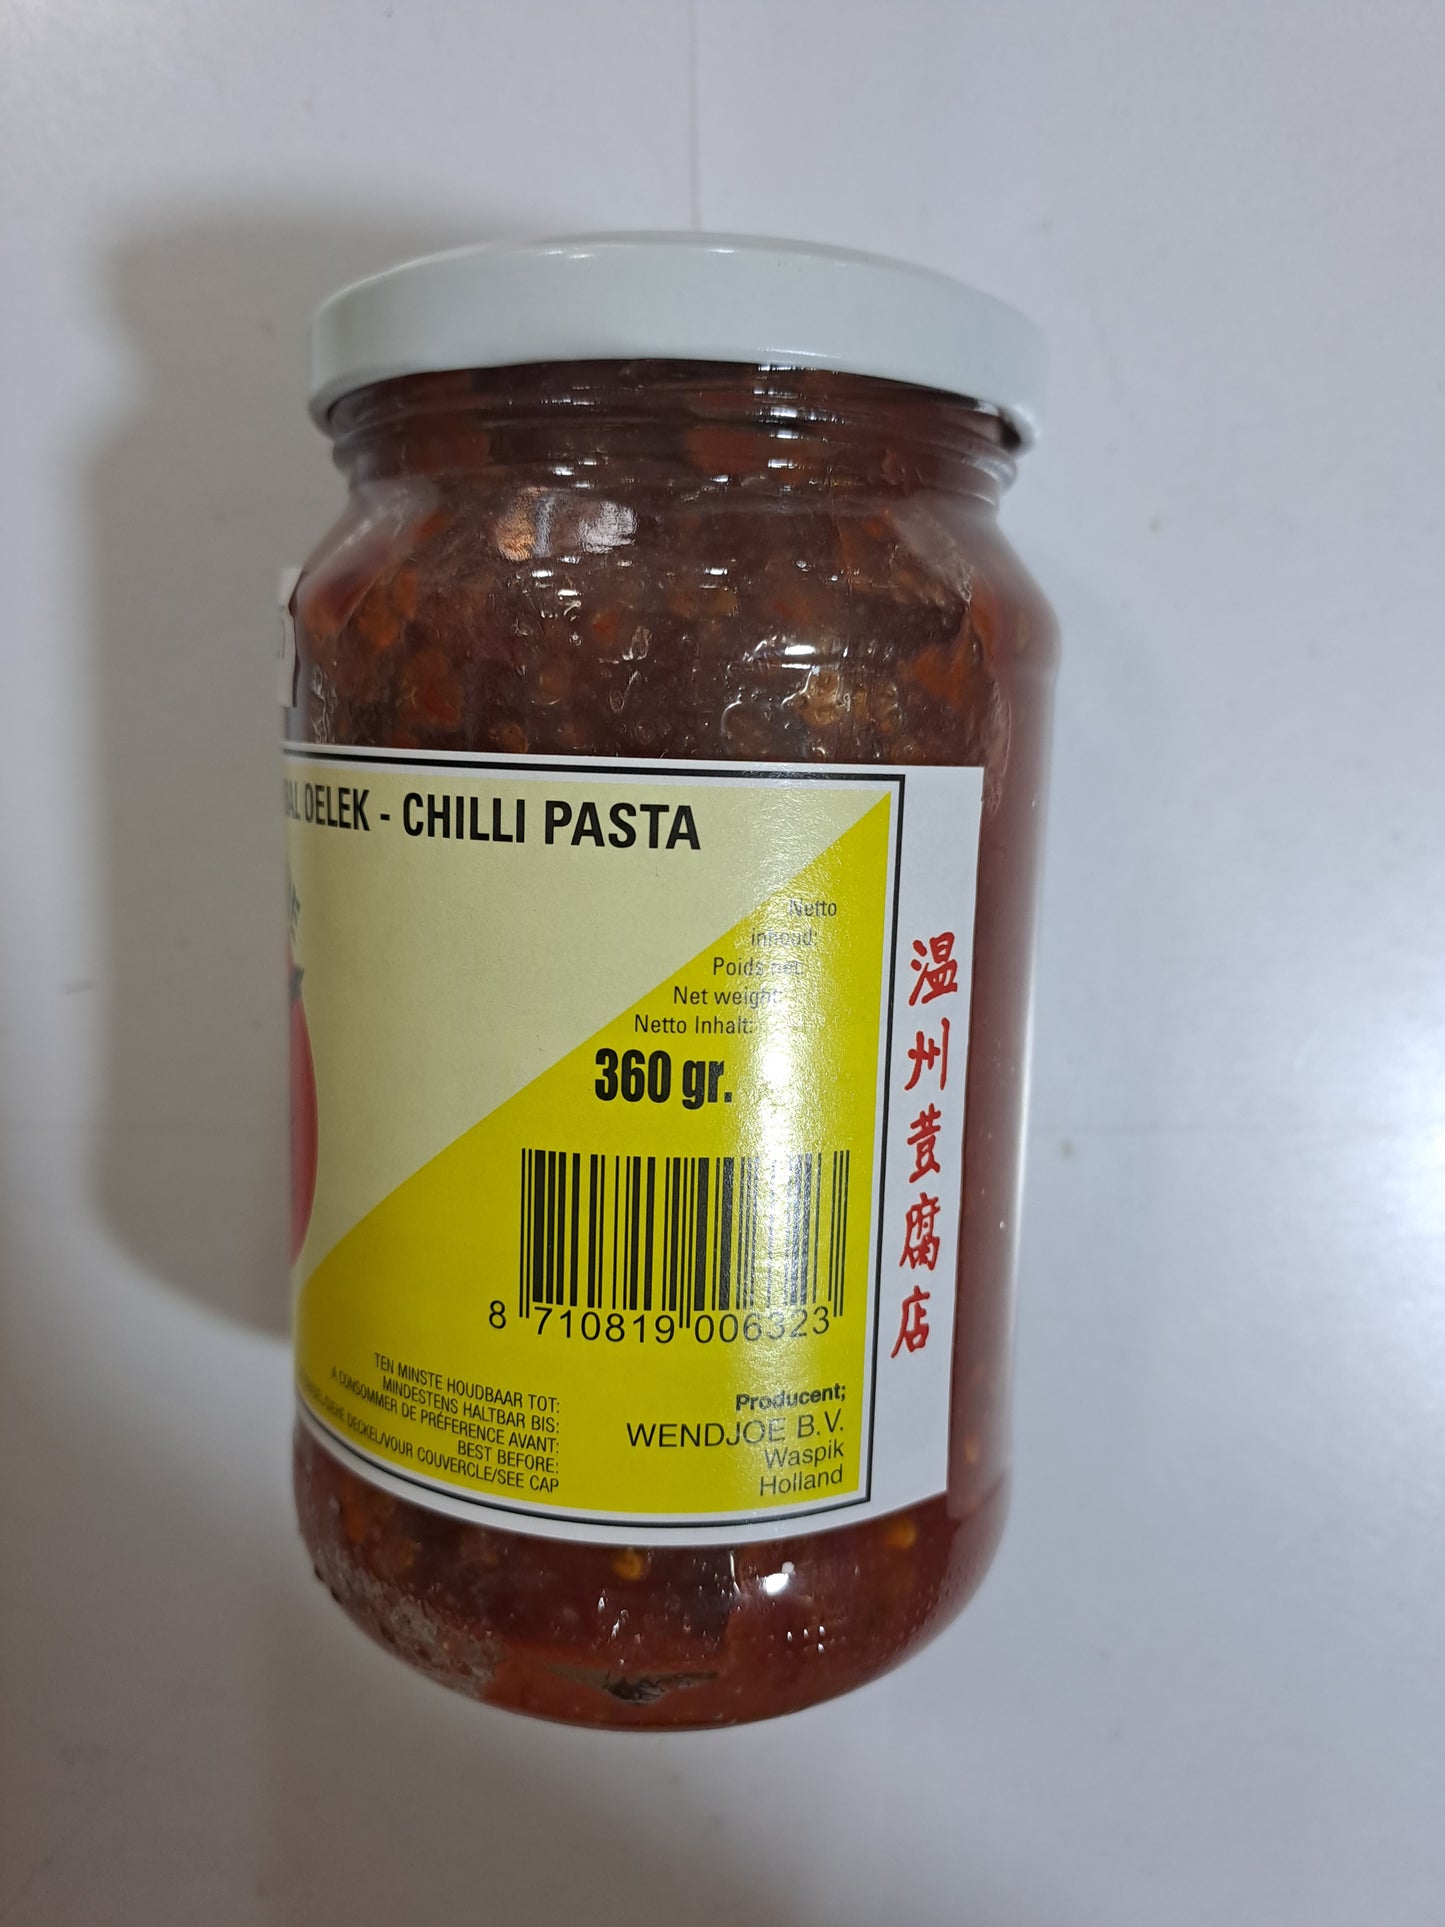 BAL OELEK - CHILLI PASTA
Netto
inhoud:
Poids net:
Net weight:
Netto Inhalt:
360 gr.
8 710819 006323
TEN MINSTE HOUDBAAR TOT:
MINDESTENS HALTBAR BIS:
A CONSOMMER DE PRÉFERENCE AVANT:
BEST BEFORE:
DECKEL/VOUR COUVERCLE/SEE CAP
Producent;
WENDJOE B.V.
Waspik
Holland
温州荳腐店